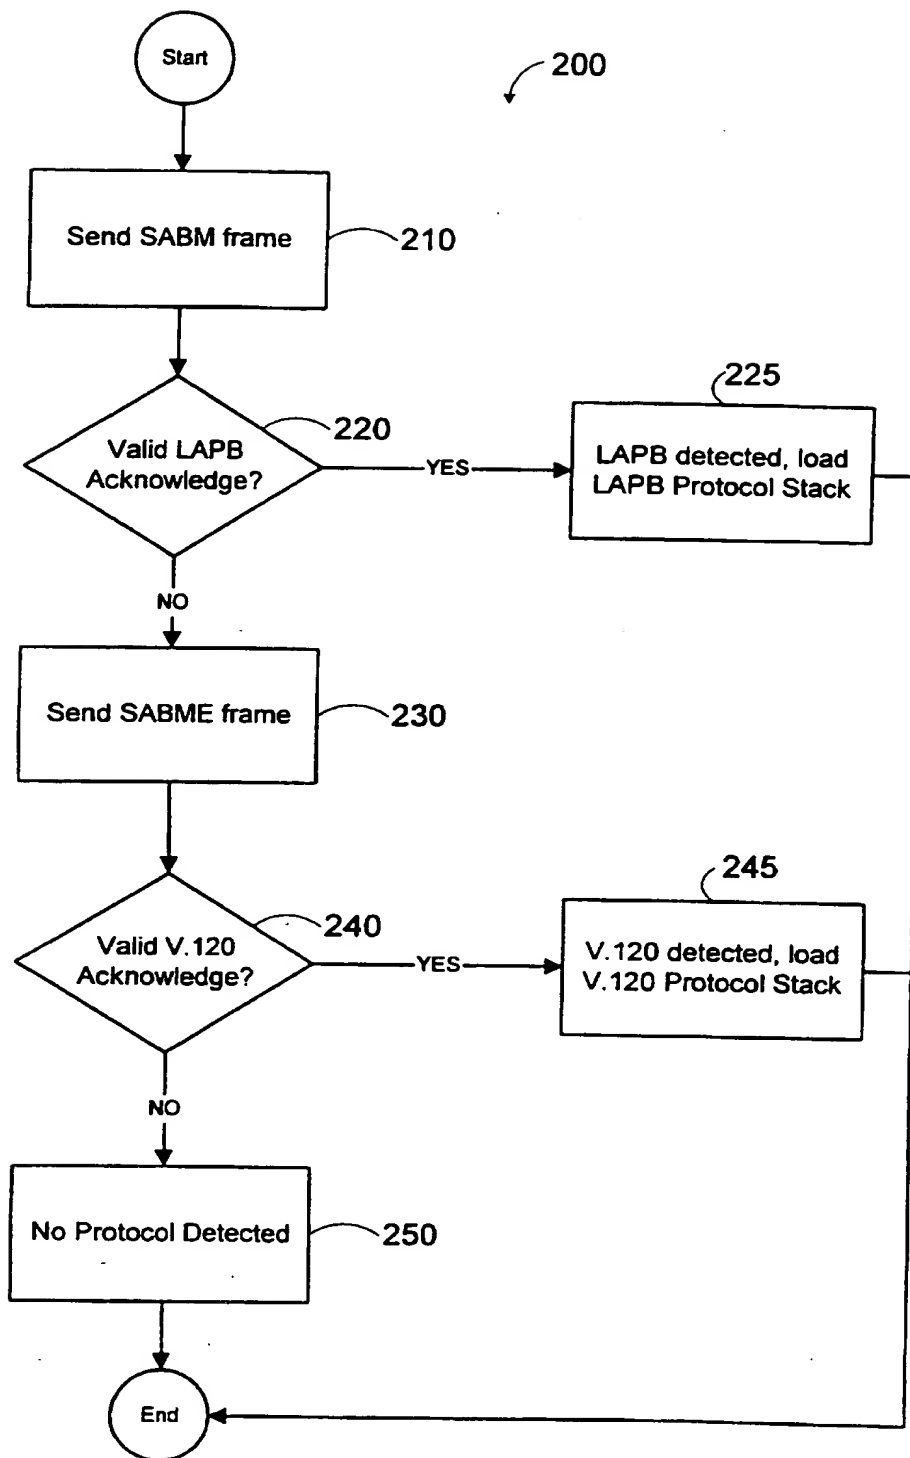 Start
200
Send SABM frame
210
Valid LAPB
Acknowledge?
220
YES
225
LAPB detected, load
LAPB Protocol Stack
NO
Send SABME frame
230
Valid V.120
Acknowledge?
240
YES
245
V.120 detected, load
V.120 Protocol Stack
NO
No Protocol Detected
250
End